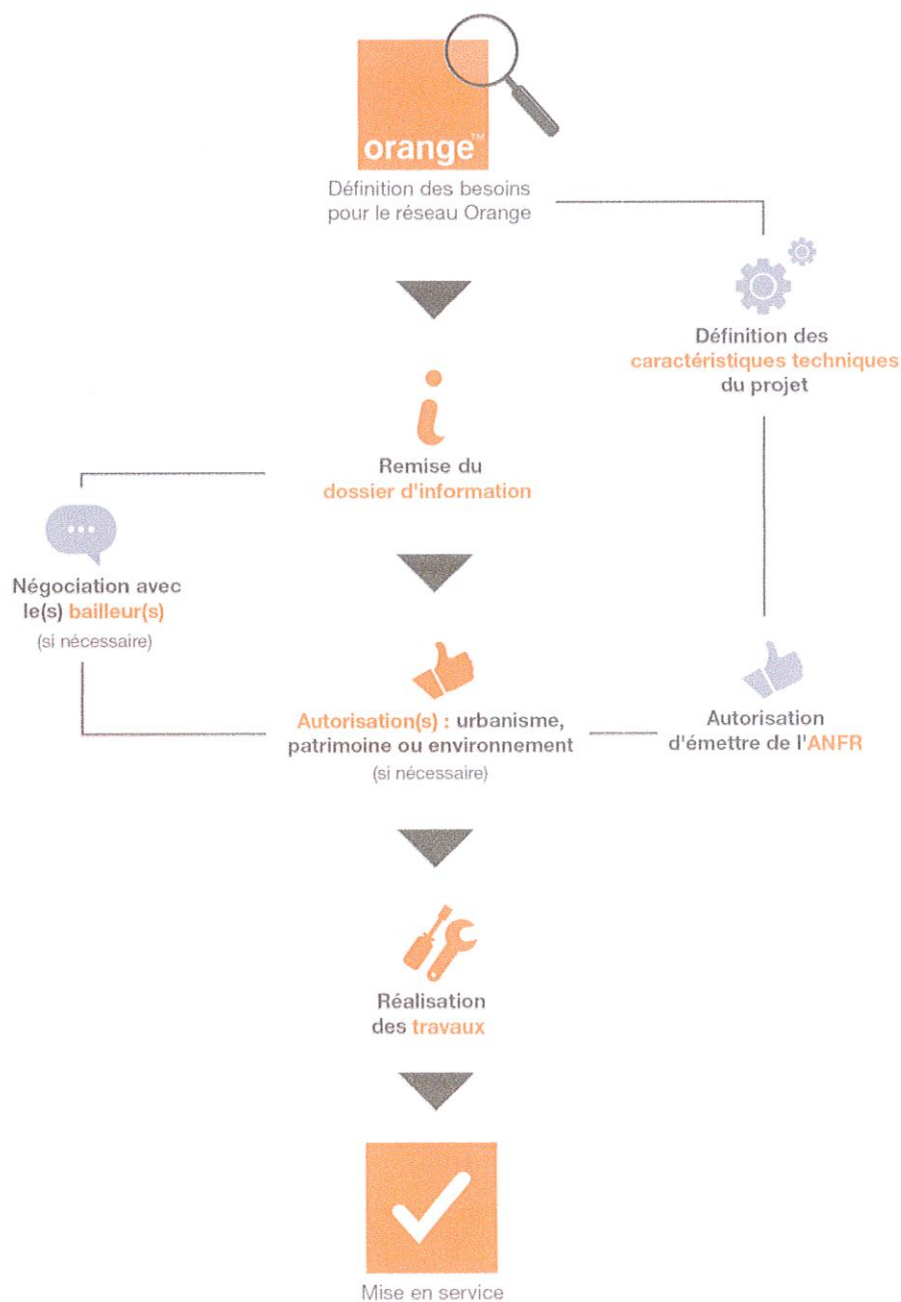 orange™
Définition des besoins
pour le réseau Orange
Définition des
caractéristiques techniques
du projet
Remise du
dossier d'information
Négociation avec
le(s) bailleur(s)
(si nécessaire)
Autorisation(s) : urbanisme,
patrimoine ou environnement
(si nécessaire)
Autorisation
d'émettre de l'ANFR
Réalisation
des travaux
Mise en service